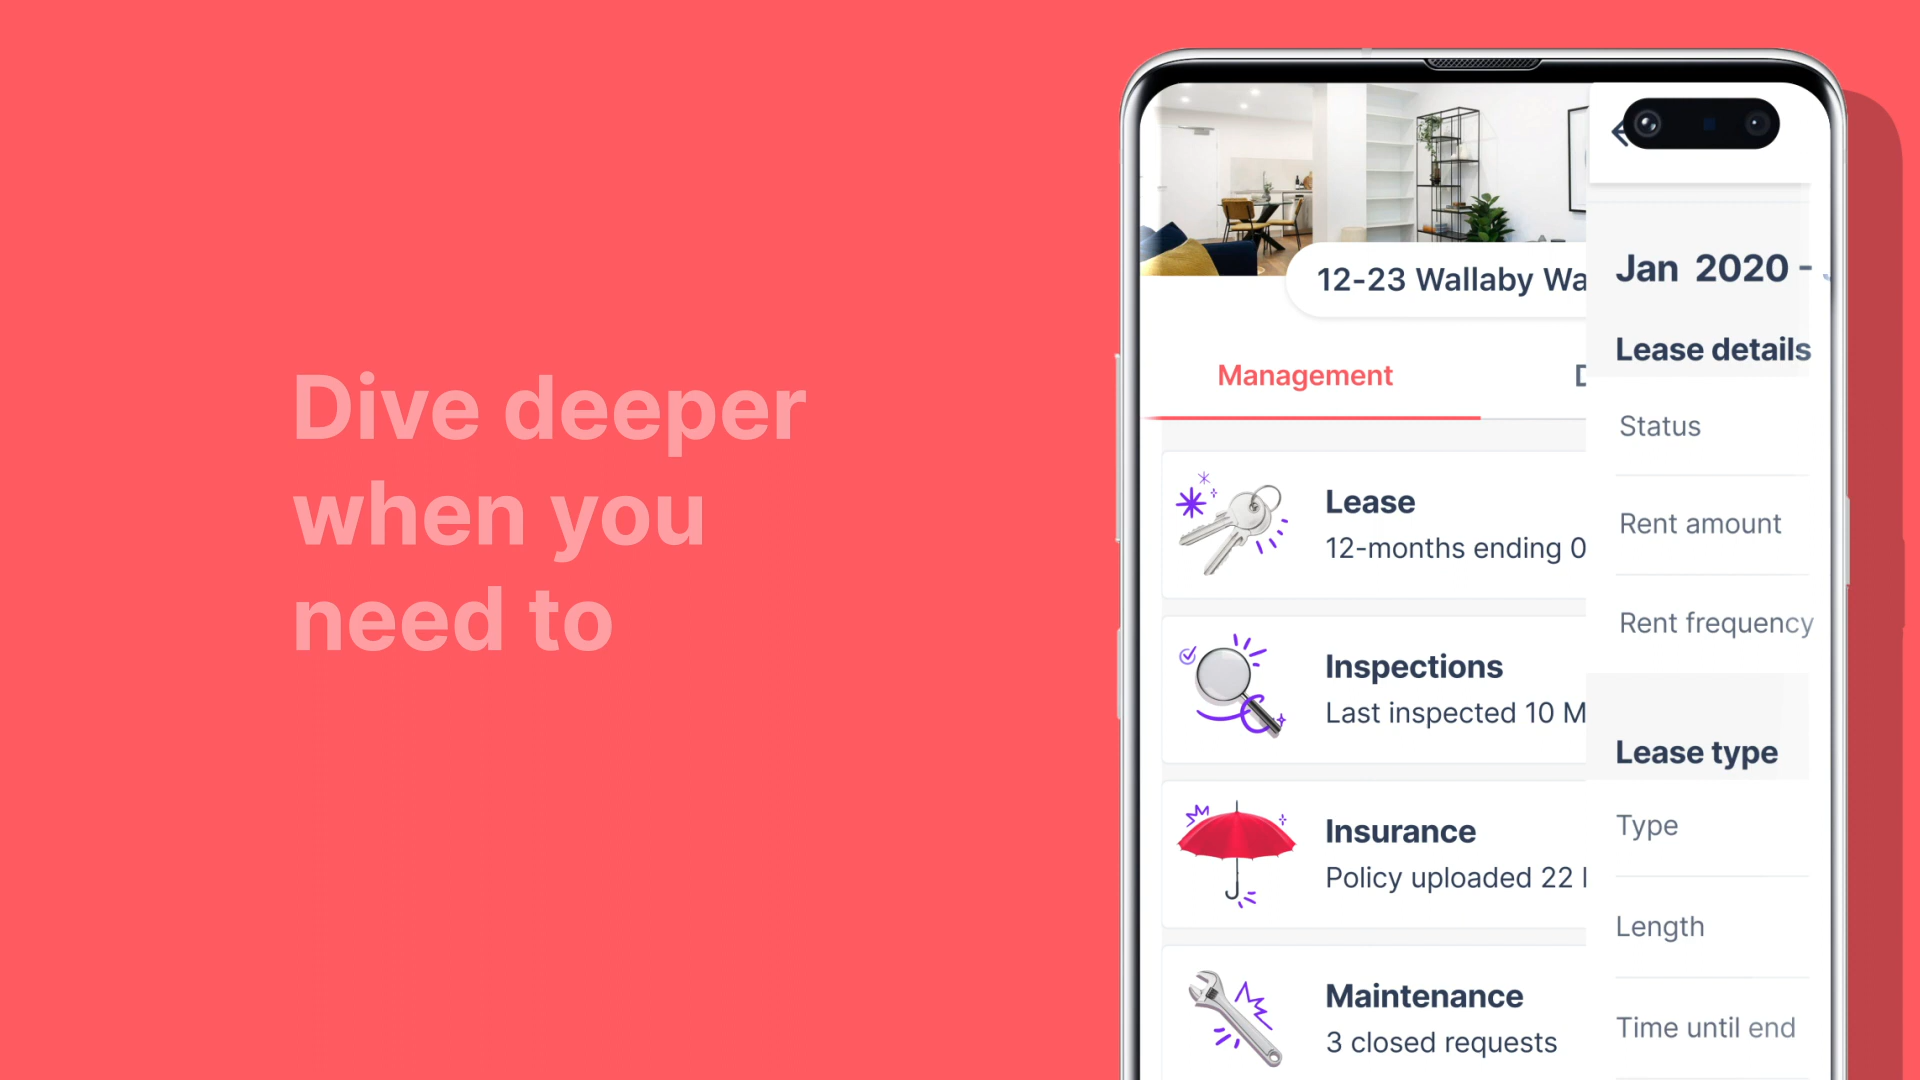 Dive deeper
when you
need to
12-23 Wallaby
Management
Lease
12-months ending
Inspections
Last inspected 10
Insurance
Policy uploaded 22
Maintenance
3 closed requests
Jan 2020 -
Lease details
Status
Rent amount
Rent frequency
Lease type
Type
Length
Time until end